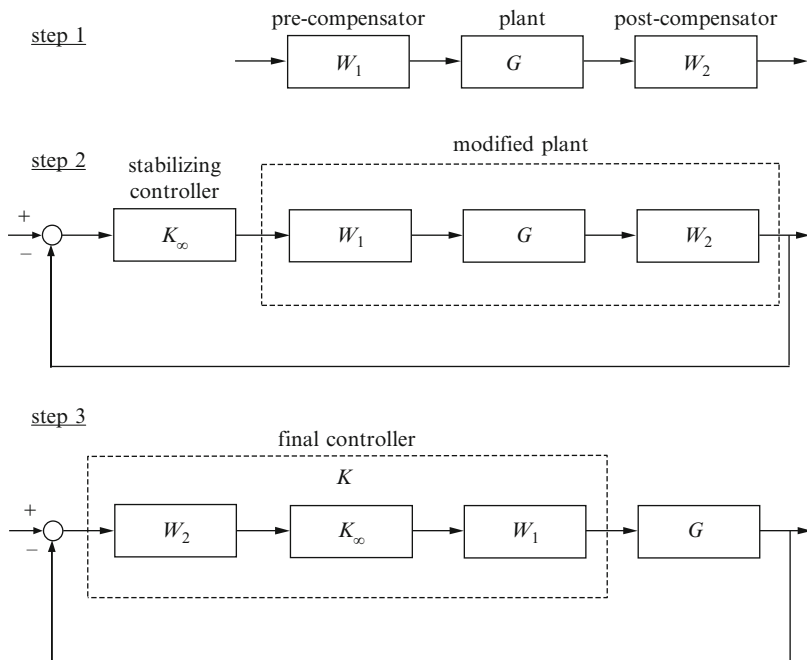 pre-compensator plant post-compensator
step 1
W₁ G W₂
step 2
modified plant
stabilizing
controller
+
K∞ W₁ G W₂
−
step 3
final controller
K
+
W₂ K∞ W₁ G
−